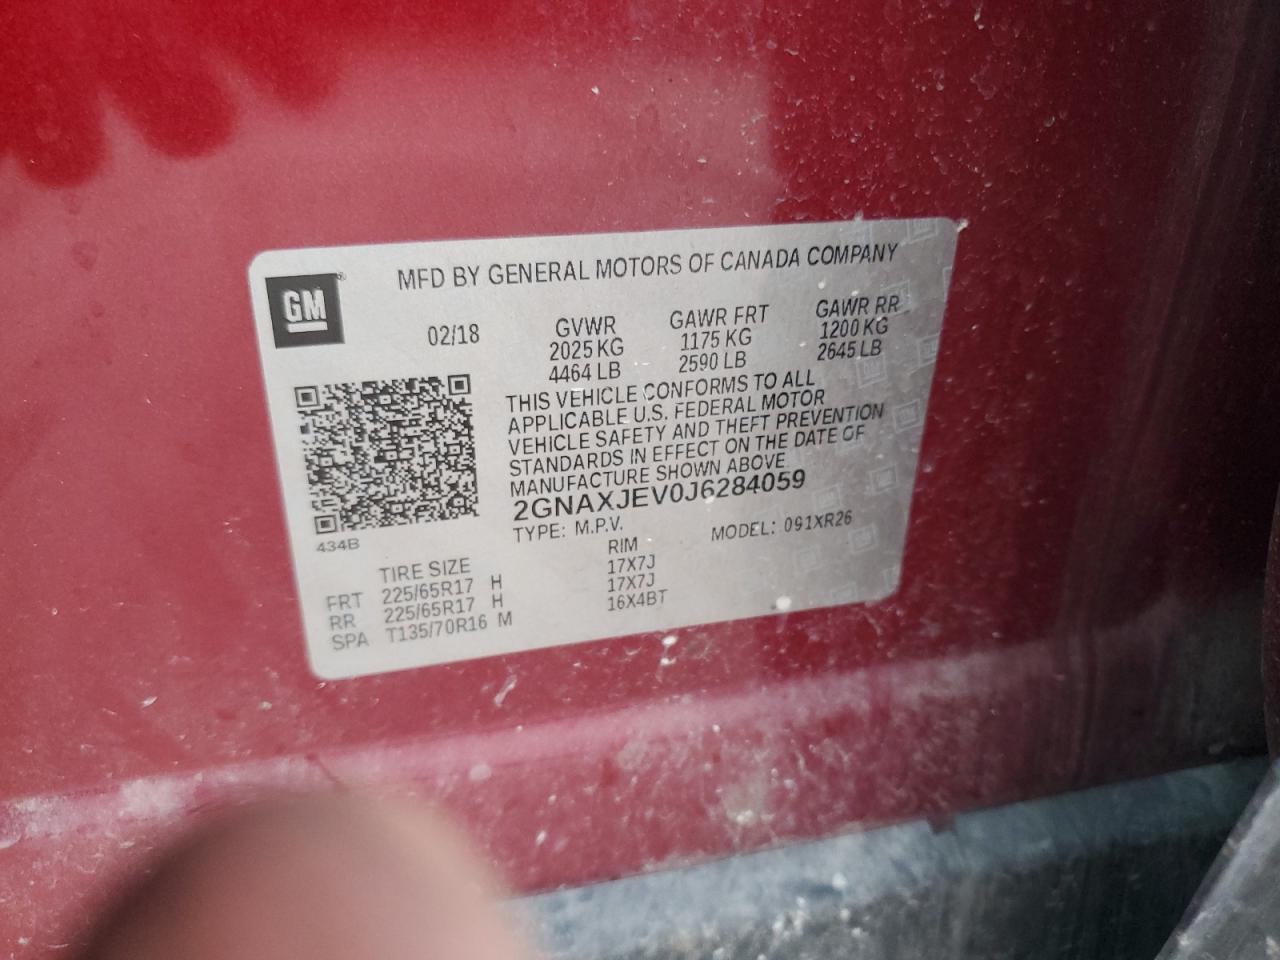 GM
MFD BY GENERAL MOTORS OF CANADA COMPANY
02/18 GVWR GAWR FRT GAWR RR
2025 KG 1175 KG 1200 KG
4464 LB 2590 LB 2645 LB
THIS VEHICLE CONFORMS TO ALL
APPLICABLE U.S. FEDERAL MOTOR
VEHICLE SAFETY AND THEFT PREVENTION
STANDARDS IN EFFECT ON THE DATE OF
MANUFACTURE SHOWN ABOVE
2GNAXJEV0J6284059
TYPE: M.P.V. MODEL: 091XR26
434B
TIRE SIZE RIM
FRT 225/65R17 H 17X7J
RR 225/65R17 H 17X7J
SPA T135/70R16 M 16X4BT